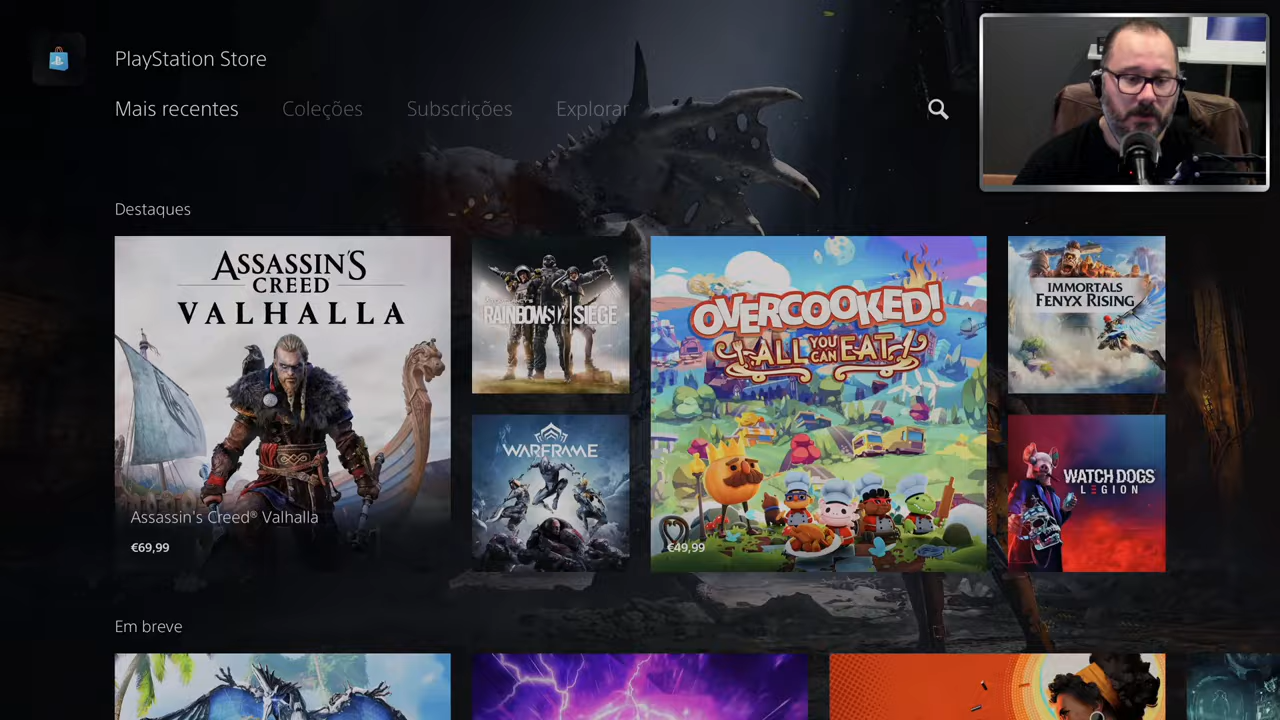 PlayStation Store
Mais recentes
Coleções
Subscrições
Explorar
Destaques
ASSASSIN'S
CREED
VALHALLA
Assassin's Creed® Valhalla
€69,99
RAINBOW SIX | SIEGE
WARFRAME
OVERCOOKED!
ALL YOU CAN EAT
€49,99
IMMORTALS
FENYX RISING
WATCH DOGS
LEGION
Em breve